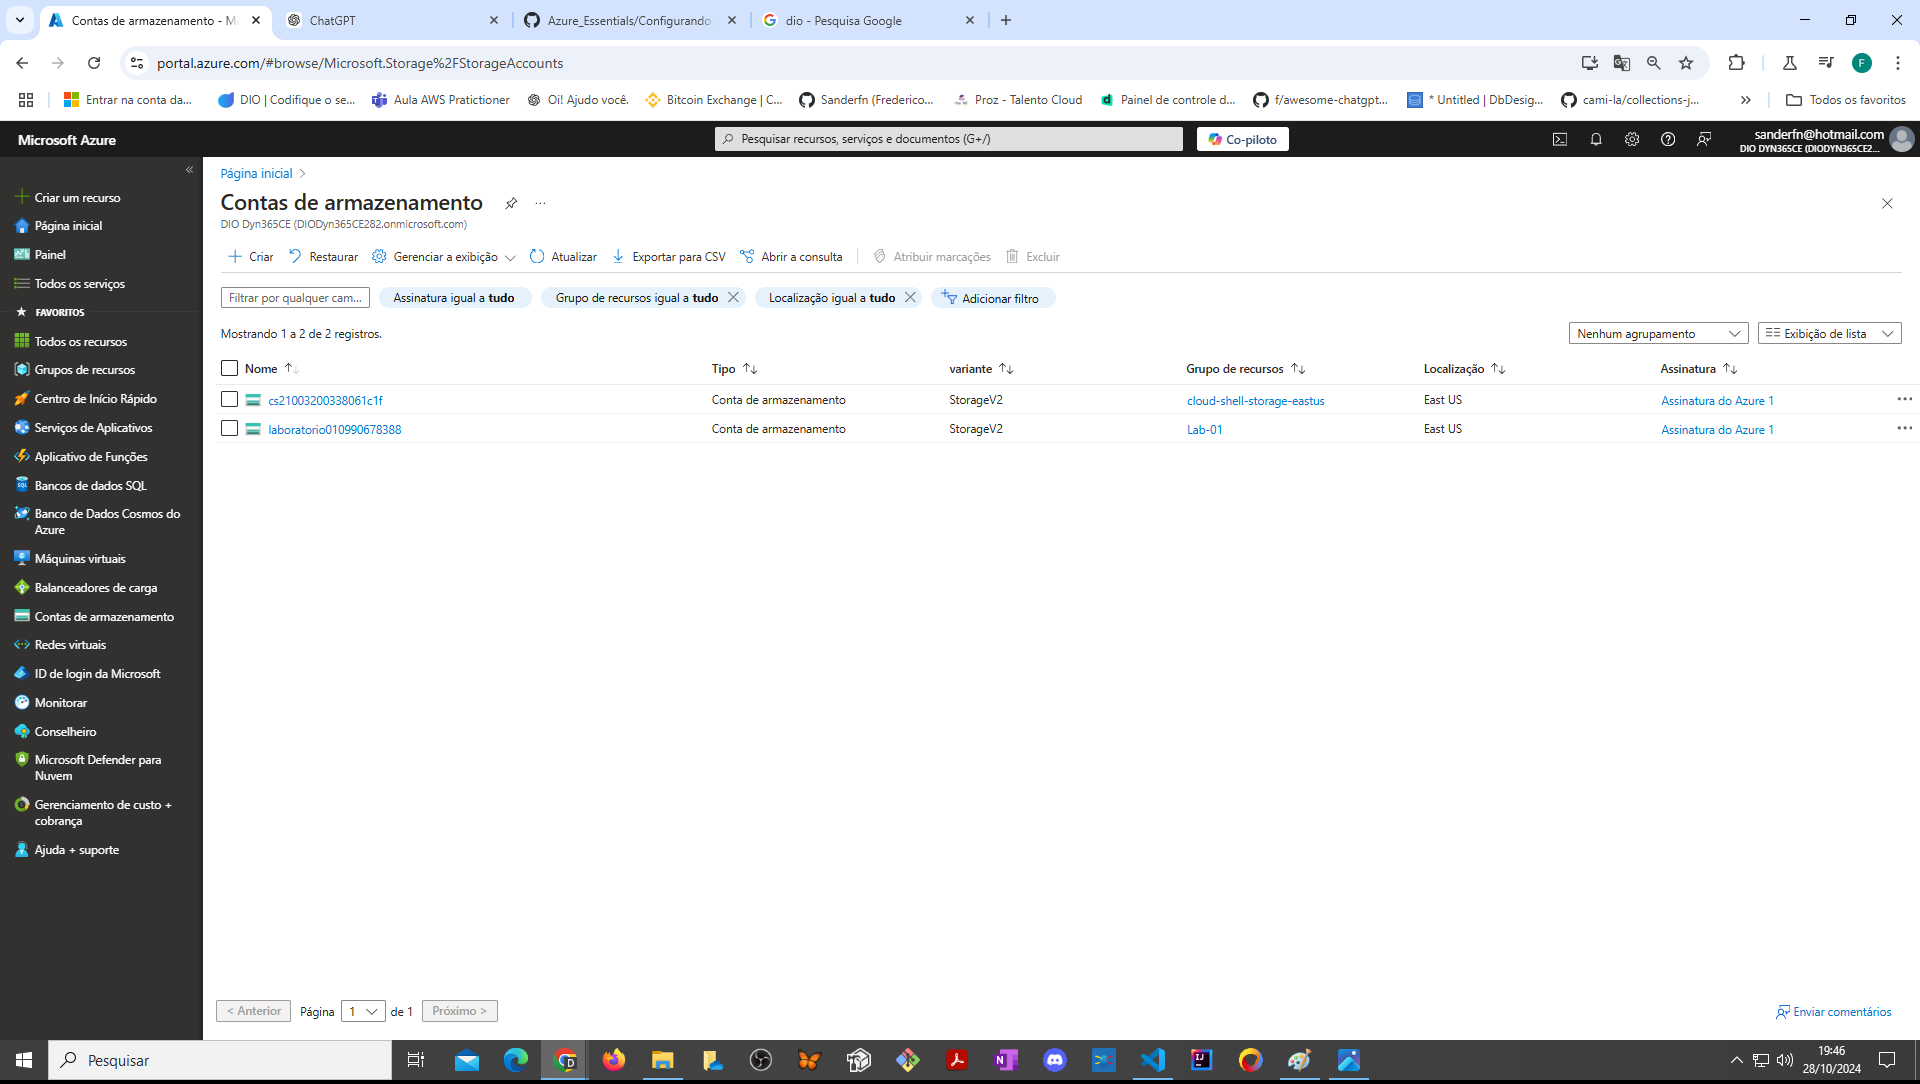 Contas de armazenamento - Mi
ChatGPT
Azure_Essentials/Configurando
dio - Pesquisa Google
portal.azure.com/#browse/Microsoft.Storage%2FStorageAccounts
F
Entrar na conta da...
DIO | Codifique o se...
Aula AWS Pratictioner
Oi! Ajudo você.
Bitcoin Exchange | C...
Sanderfn (Frederico...
Proz - Talento Cloud
Painel de controle d...
f/awesome-chatgpt...
* Untitled | DbDesig...
cami-la/collections-j...
Todos os favoritos
Microsoft Azure
Pesquisar recursos, serviços e documentos (G+/)
Co-piloto
sanderfn@hotmail.com
DIO DYN365CE (DIODYN365CE2...
Criar um recurso
Página inicial
Painel
Todos os serviços
FAVORITOS
Todos os recursos
Grupos de recursos
Centro de Início Rápido
Serviços de Aplicativos
Aplicativo de Funções
Bancos de dados SQL
Banco de Dados Cosmos do
Azure
Máquinas virtuais
Balanceadores de carga
Contas de armazenamento
Redes virtuais
ID de login da Microsoft
Monitorar
Conselheiro
Microsoft Defender para
Nuvem
Gerenciamento de custo +
cobrança
Ajuda + suporte
Página inicial
Contas de armazenamento
DIO Dyn365CE (DIODyn365CE282.onmicrosoft.com)
Criar
Restaurar
Gerenciar a exibição
Atualizar
Exportar para CSV
Abrir a consulta
Atribuir marcações
Excluir
Filtrar por qualquer cam...
Assinatura igual a tudo
Grupo de recursos igual a tudo
Localização igual a tudo
Adicionar filtro
Mostrando 1 a 2 de 2 registros.
Nenhum agrupamento
Exibição de lista
Nome
Tipo
variante
Grupo de recursos
Localização
Assinatura
cs21003200338061c1f
Conta de armazenamento
StorageV2
cloud-shell-storage-eastus
East US
Assinatura do Azure 1
laboratorio010990678388
Conta de armazenamento
StorageV2
Lab-01
East US
Assinatura do Azure 1
< Anterior
Página
1
de 1
Próximo >
Enviar comentários
Pesquisar
19:46
28/10/2024